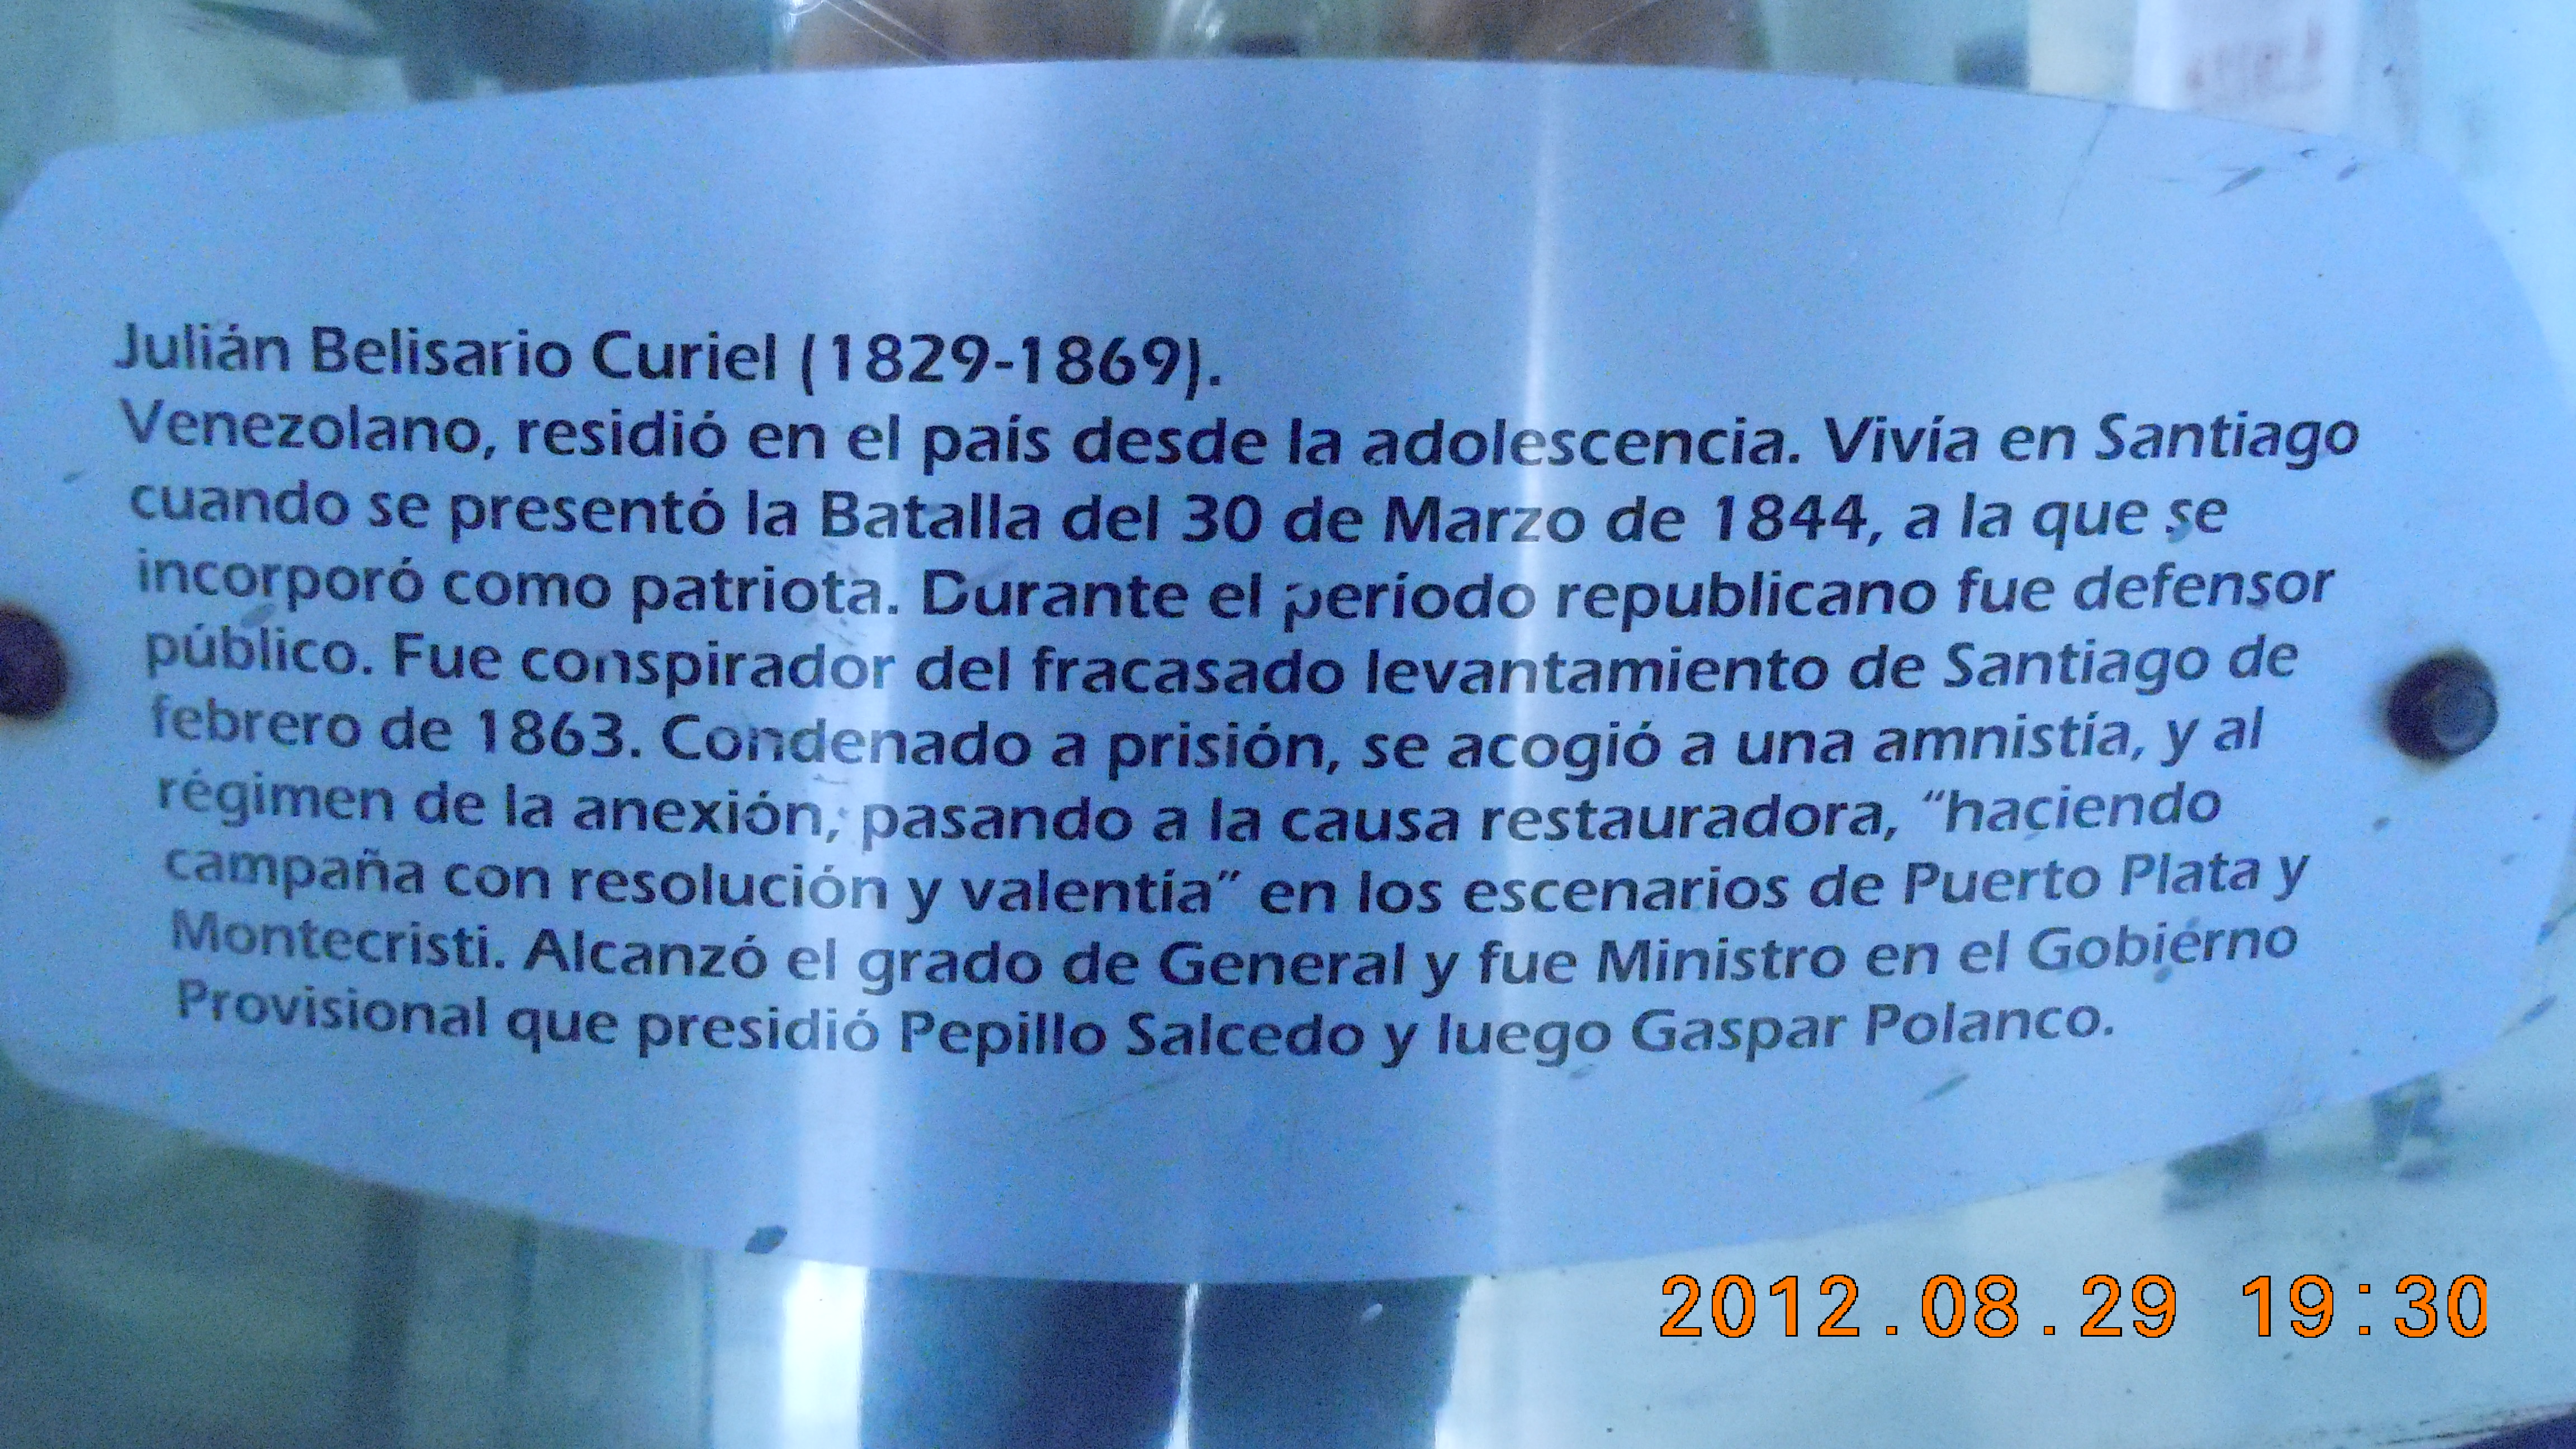 Julián Belisario Curiel (1829-1869).
Venezolano, residió en el país desde la adolescencia. Vivía en Santiago
cuando se presentó la Batalla del 30 de Marzo de 1844, a la que se
incorporó como patriota. Durante el período republicano fue defensor
público. Fue conspirador del fracasado levantamiento de Santiago de
febrero de 1863. Condenado a prisión, se acogió a una amnistía, y al
régimen de la anexión, pasando a la causa restauradora, "haciendo
campaña con resolución y valentía" en los escenarios de Puerto Plata y
Montecristi. Alcanzó el grado de General y fue Ministro en el Gobierno
Provisional que presidió Pepillo Salcedo y luego Gaspar Polanco.
2012.08.29 19:30